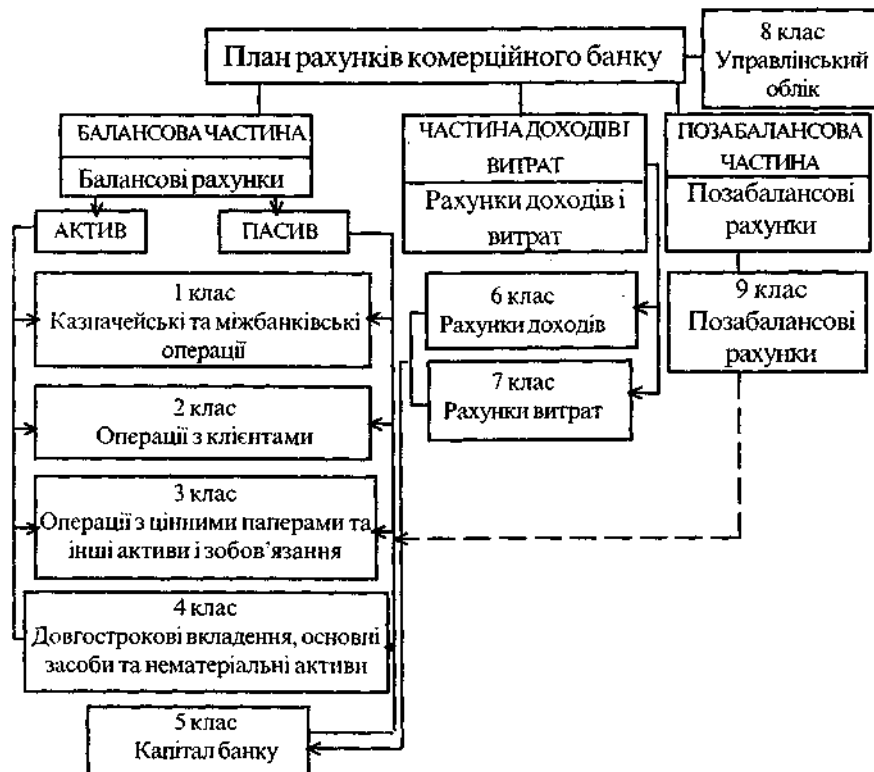 План рахунків комерційного банку
8 клас
Управлінський
облік
БАЛАНСОВА ЧАСТИНА
Балансові рахунки
АКТИВ
ПАСИВ
ЧАСТИНА ДОХОДІВ І
ВИТРАТ
Рахунки доходів і
витрат
ПОЗАБАЛАНСОВА
ЧАСТИНА
Позабалансові
рахунки
1 клас
Казначейські та міжбанківські
операції
6 клас
Рахунки доходів
9 клас
Позабалансові
рахунки
7 клас
Рахунки витрат
2 клас
Операції з клієнтами
3 клас
Операції з цінними паперами та
інші активи і зобов’язання
4 клас
Довгострокові вкладення, основні
засоби та нематеріальні активи
5 клас
Капітал банку